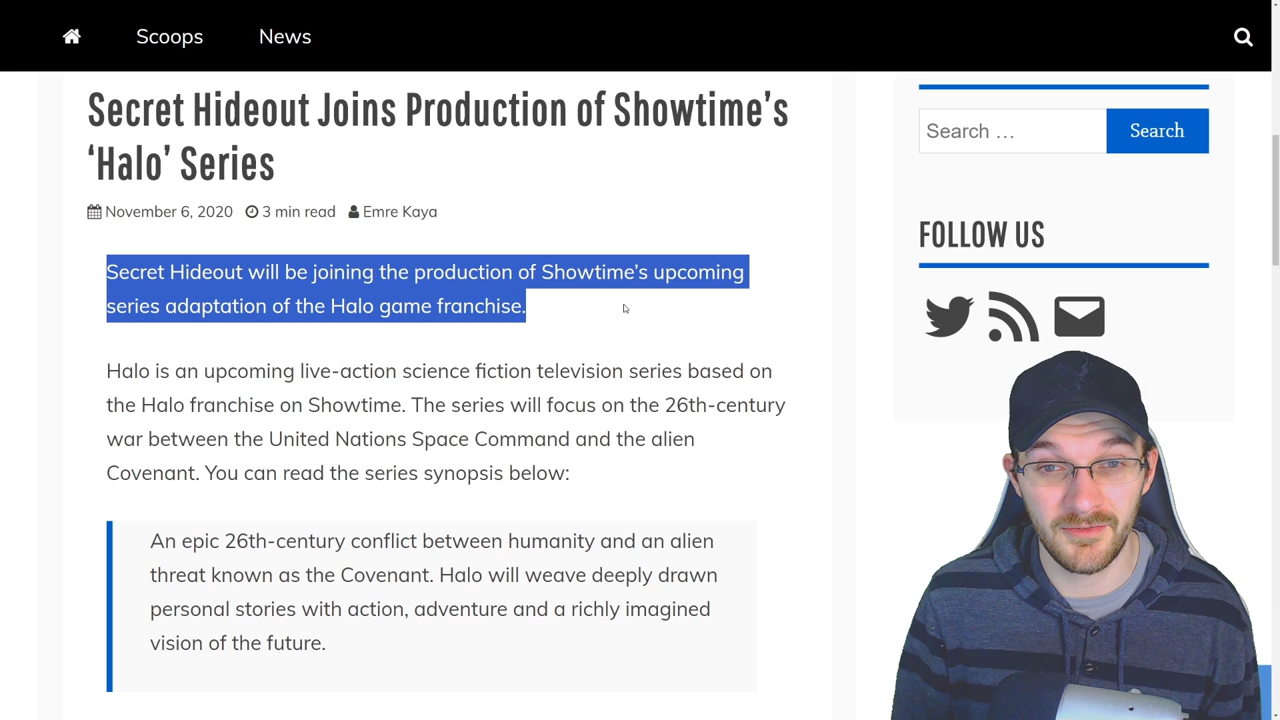 Scoops News
Secret Hideout Joins Production of Showtime's
'Halo' Series
November 6, 2020 3 min read Emre Kaya
Secret Hideout will be joining the production of Showtime's upcoming
series adaptation of the Halo game franchise.
Halo is an upcoming live-action science fiction television series based on
the Halo franchise on Showtime. The series will focus on the 26th-century
war between the United Nations Space Command and the alien
Covenant. You can read the series synopsis below:
An epic 26th-century conflict between humanity and an alien
threat known as the Covenant. Halo will weave deeply drawn
personal stories with action, adventure and a richly imagined
vision of the future.
Search …
Search
FOLLOW US